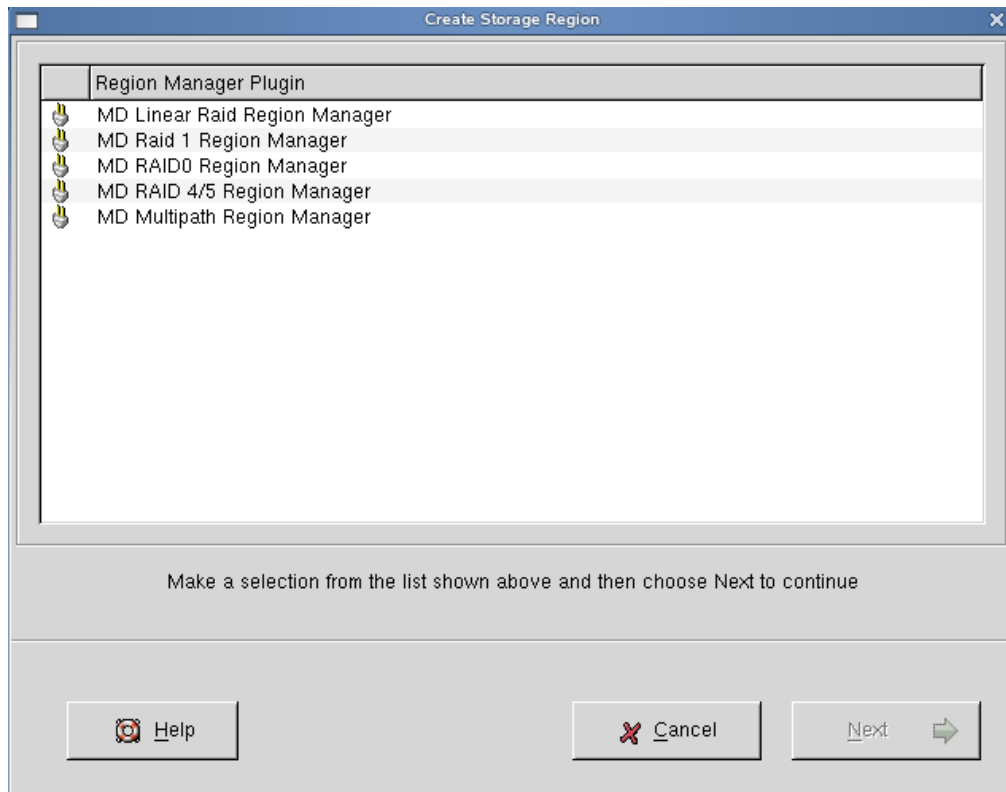 Create Storage Region
Region Manager Plugin
MD Linear Raid Region Manager
MD Raid 1 Region Manager
MD RAID0 Region Manager
MD RAID 4/5 Region Manager
MD Multipath Region Manager
Make a selection from the list shown above and then choose Next to continue
Help
Cancel
Next